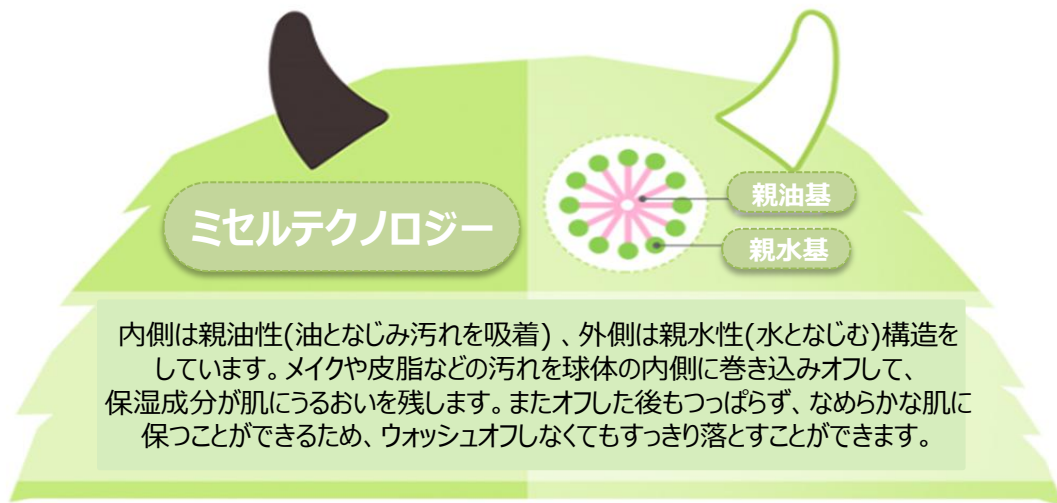 ミセルテクノロジー
親油基
親水基
内側は親油性(油となじみ汚れを吸着) 、外側は親水性(水となじむ)構造を
しています。メイクや皮脂などの汚れを球体の内側に巻き込みオフして、
保湿成分が肌にうるおいを残します。またオフした後もつっぱらず、なめらかな肌に
保つことができるため、ウォッシュオフしなくてもすっきり落とすことができます。